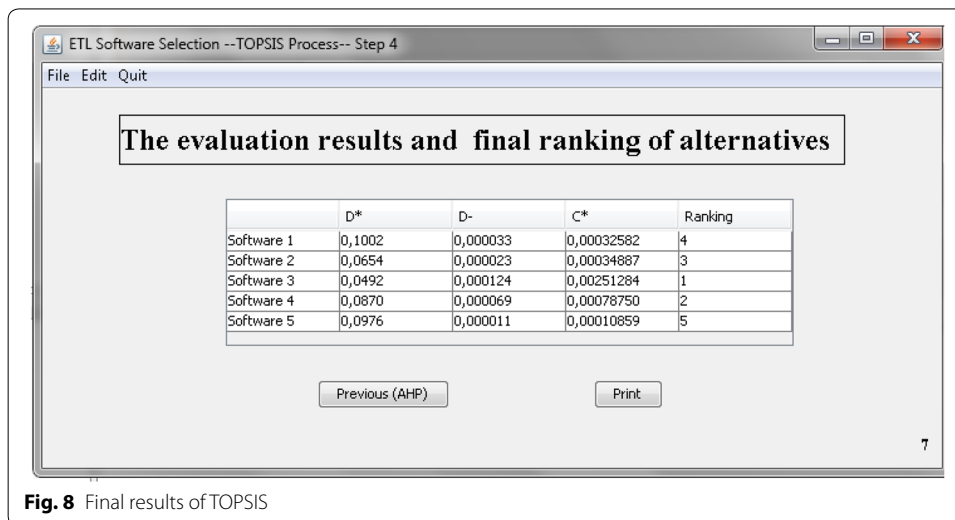 ETL Software Selection --TOPSIS Process-- Step 4
File Edit Quit
The evaluation results and final ranking of alternatives
D* D- C* Ranking
Software 1 0,1002 0,000033 0,00032582 4
Software 2 0,0654 0,000023 0,00034887 3
Software 3 0,0492 0,000124 0,00251284 1
Software 4 0,0870 0,000069 0,00078750 2
Software 5 0,0976 0,000011 0,00010859 5
Previous (AHP) Print
7
Fig. 8 Final results of TOPSIS